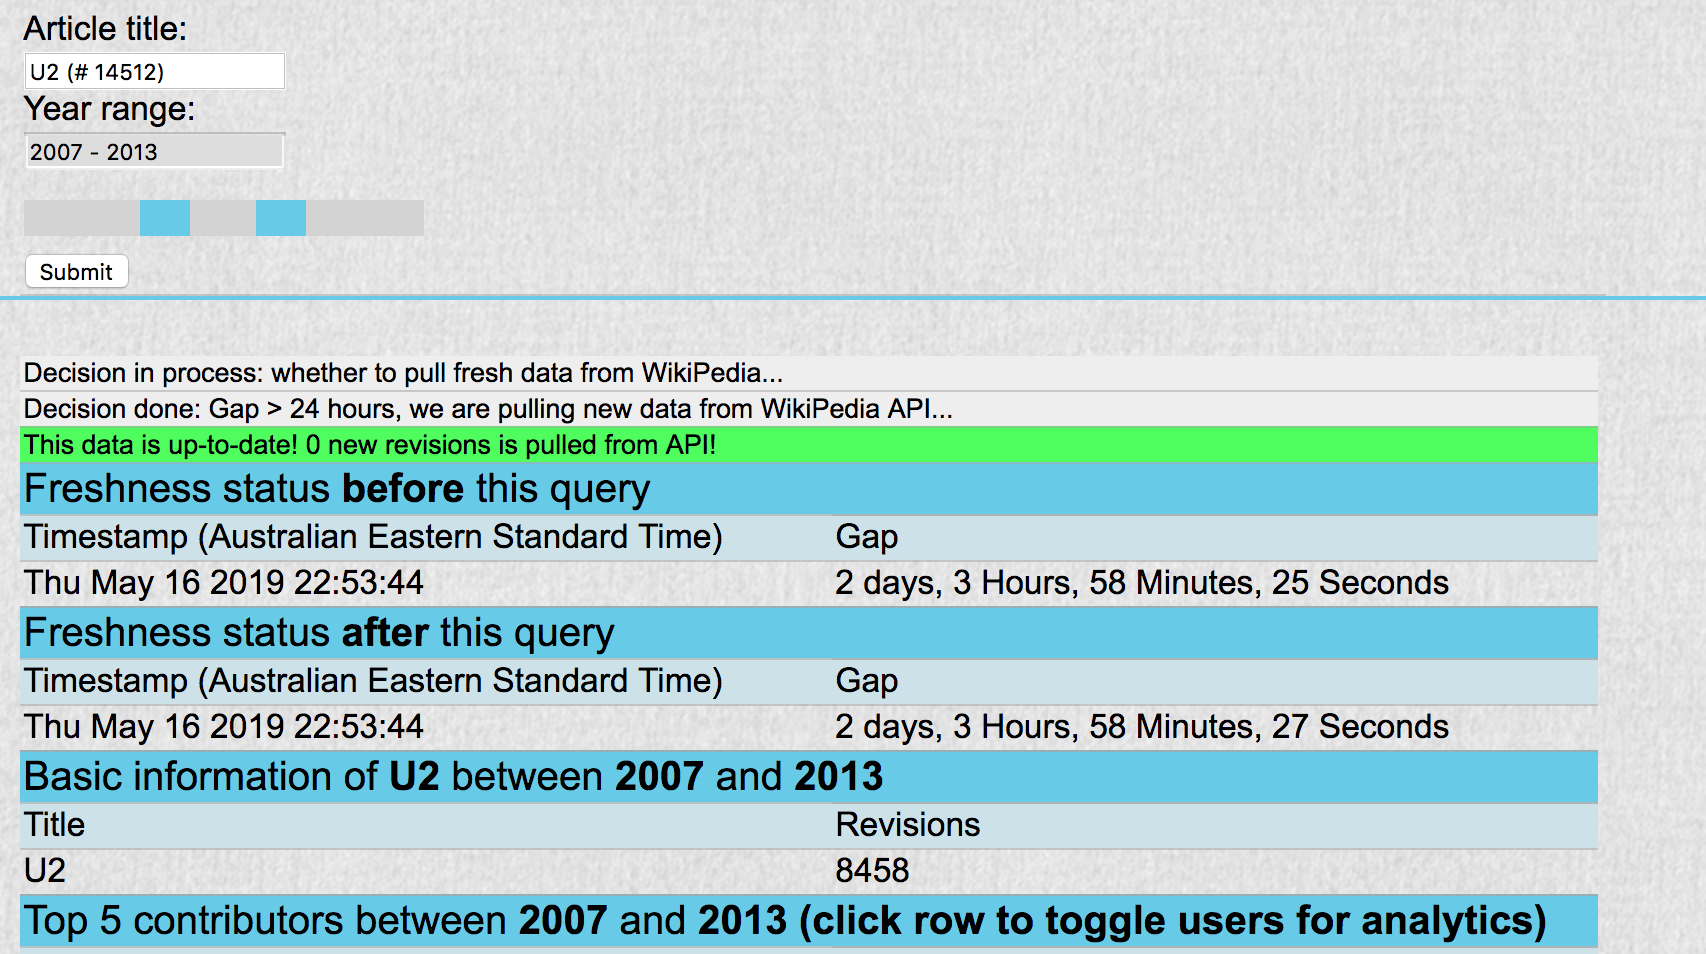 Article title:
U2 (# 14512)
Year range:
2007 - 2013
Submit
Decision in process: whether to pull fresh data from WikiPedia...
Decision done: Gap > 24 hours, we are pulling new data from WikiPedia API...
This data is up-to-date! 0 new revisions is pulled from API!
Freshness status before this query
Timestamp (Australian Eastern Standard Time) Gap
Thu May 16 2019 22:53:44 2 days, 3 Hours, 58 Minutes, 25 Seconds
Freshness status after this query
Timestamp (Australian Eastern Standard Time) Gap
Thu May 16 2019 22:53:44 2 days, 3 Hours, 58 Minutes, 27 Seconds
Basic information of U2 between 2007 and 2013
Title Revisions
U2 8458
Top 5 contributors between 2007 and 2013 (click row to toggle users for analytics)